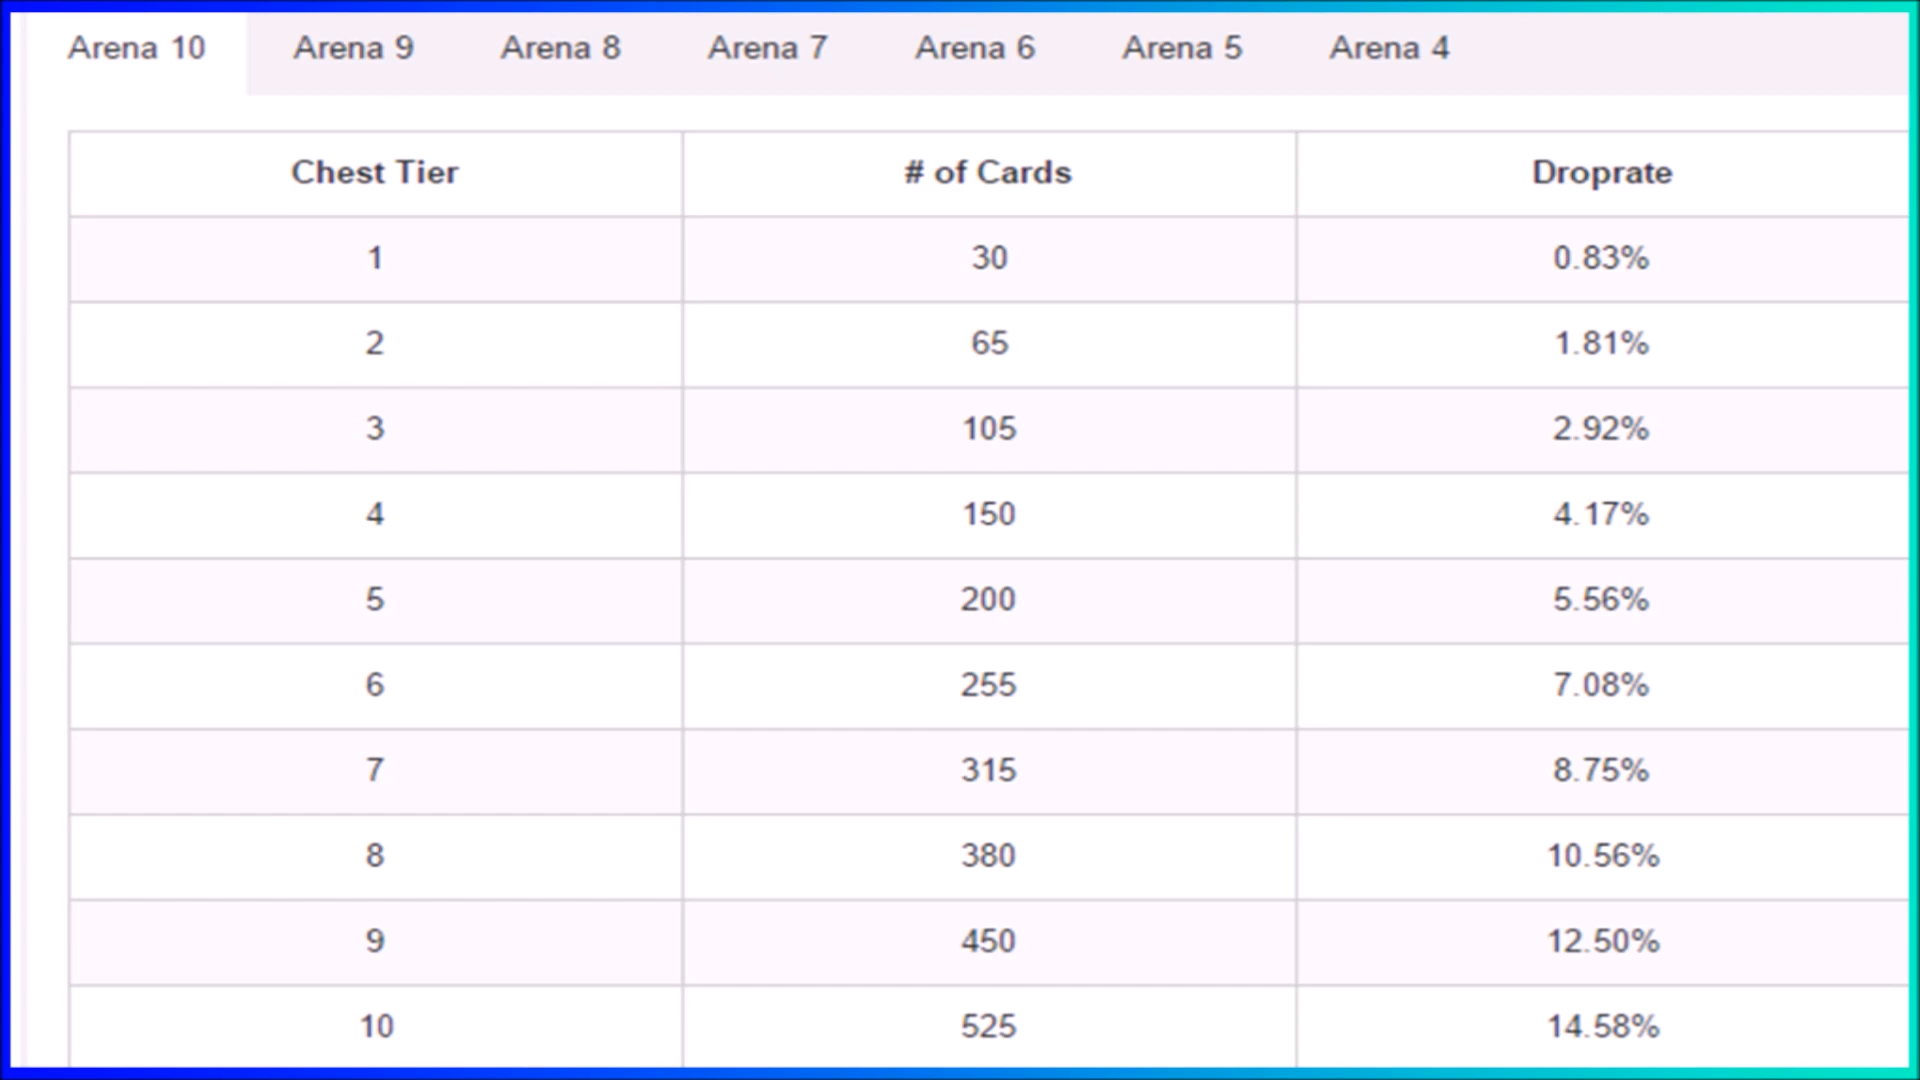 Arena 10 Arena 9 Arena 8 Arena 7 Arena 6 Arena 5 Arena 4
Chest Tier # of Cards Droprate
1 30 0.83%
2 65 1.81%
3 105 2.92%
4 150 4.17%
5 200 5.56%
6 255 7.08%
7 315 8.75%
8 380 10.56%
9 450 12.50%
10 525 14.58%